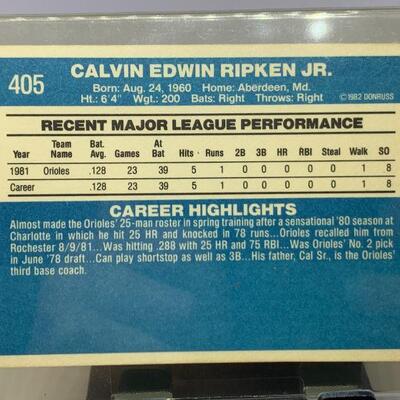 405
CALVIN EDWIN RIPKEN JR.
Born: Aug. 24, 1960 Home: Aberdeen, Md.
Ht.: 6'4" Wgt.: 200 Bats: Right Throws: Right ©1982 DONRUSS
RECENT MAJOR LEAGUE PERFORMANCE
Year Team Name Bat. Avg. Games At Bat Hits Runs 2B 3B HR RBI Steal Walk SO
1981 Orioles .128 23 39 5 1 0 0 0 0 0 1 8
Career .128 23 39 5 1 0 0 0 0 0 1 8
CAREER HIGHLIGHTS
Almost made the Orioles' 25-man roster in spring training after a sensational '80 season at
Charlotte in which he hit 25 HR and knocked in 78 runs...Orioles recalled him from
Rochester 8/9/81...Was hitting .288 with 25 HR and 75 RBI...Was Orioles' No. 2 pick
in June '78 draft...Can play shortstop as well as 3B...His father, Cal Sr., is the Orioles'
third base coach.